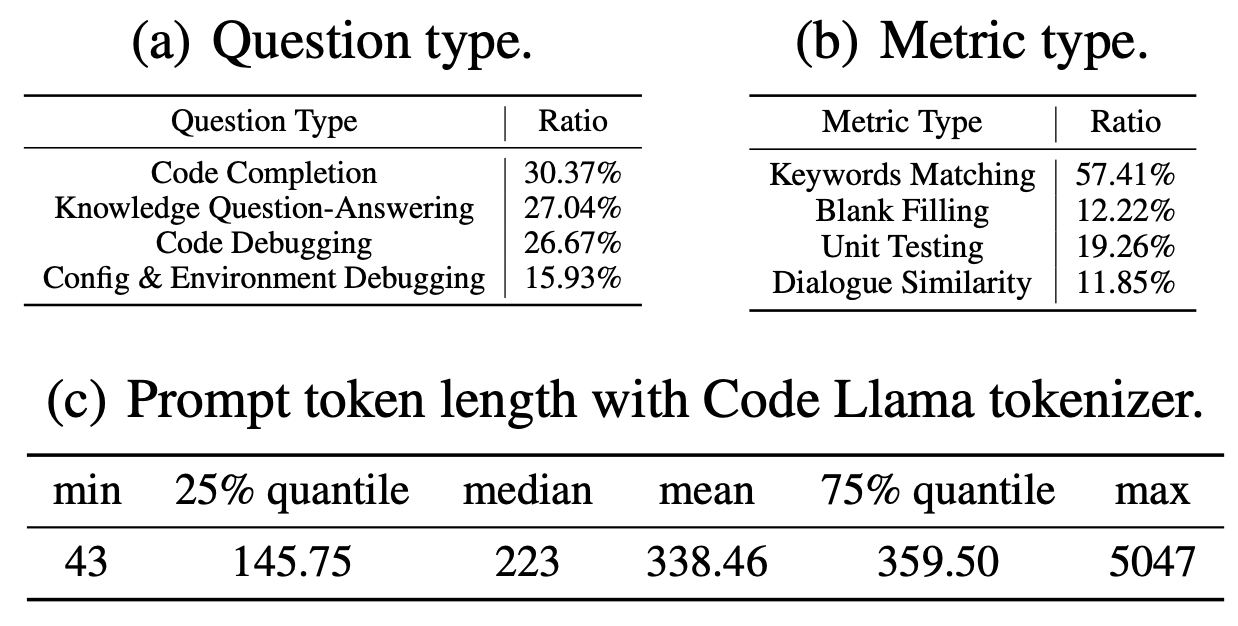 (a) Question type.
Question Type Ratio
Code Completion 30.37%
Knowledge Question-Answering 27.04%
Code Debugging 26.67%
Config & Environment Debugging 15.93%
(b) Metric type.
Metric Type Ratio
Keywords Matching 57.41%
Blank Filling 12.22%
Unit Testing 19.26%
Dialogue Similarity 11.85%
(c) Prompt token length with Code Llama tokenizer.
min 25% quantile median mean 75% quantile max
43 145.75 223 338.46 359.50 5047